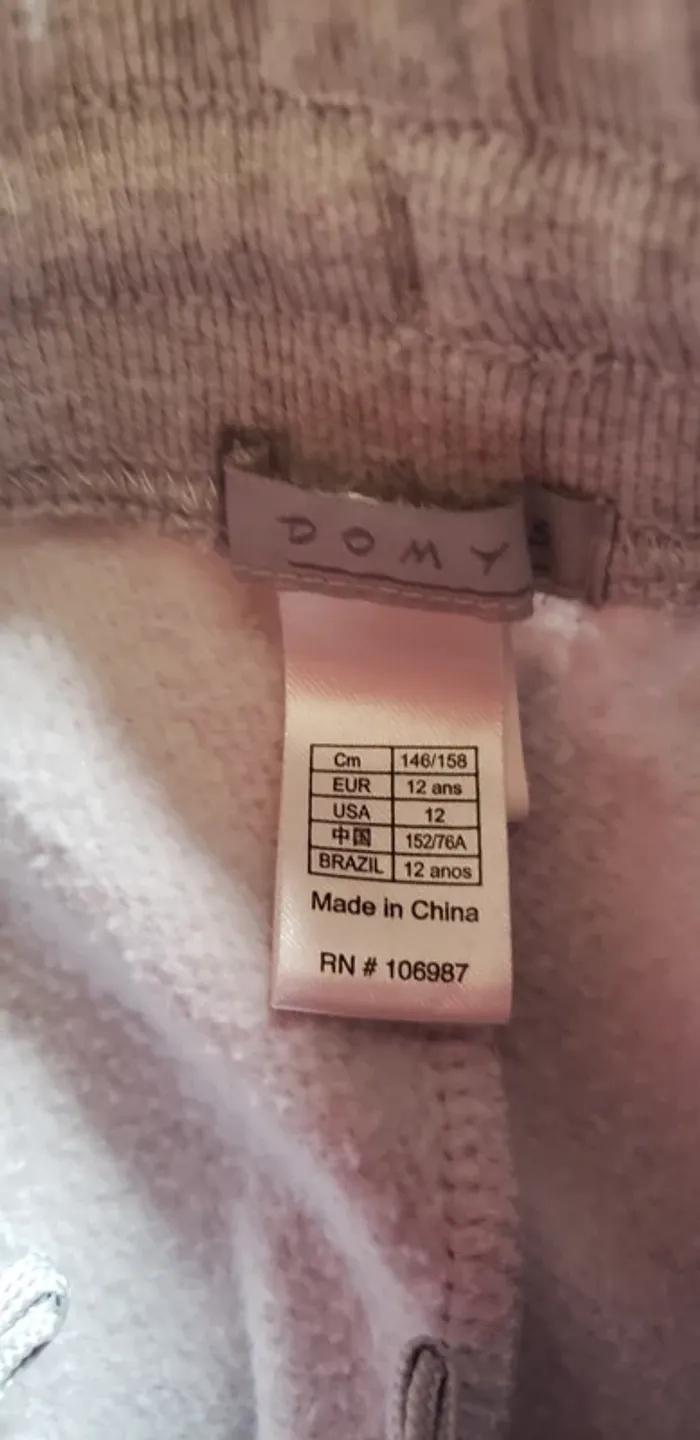 DOMY
Cm 146/158
EUR 12 ans
USA 12
中国 152/76A
BRAZIL 12 anos
Made in China
RN # 106987